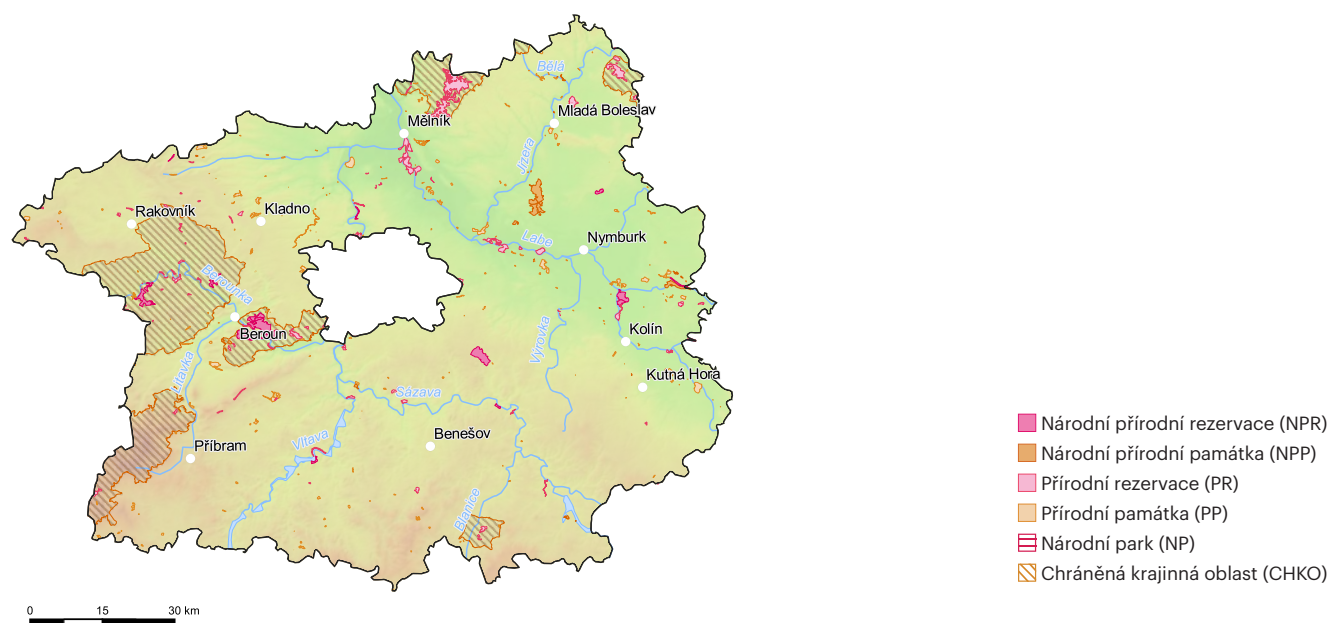 Bělá
Mladá Boleslav
Mělník
Jizera
Rakovník
Kladno
Labe
Nymburk
Berounka
Beroun
Kolín
Výrovka
Litavka
Kutná Hora
Sázava
Vltava
Benešov
Příbram
Blanice
Národní přírodní rezervace (NPR)
Národní přírodní památka (NPP)
Přírodní rezervace (PR)
Přírodní památka (PP)
Národní park (NP)
Chráněná krajinná oblast (CHKO)
0 15 30 km